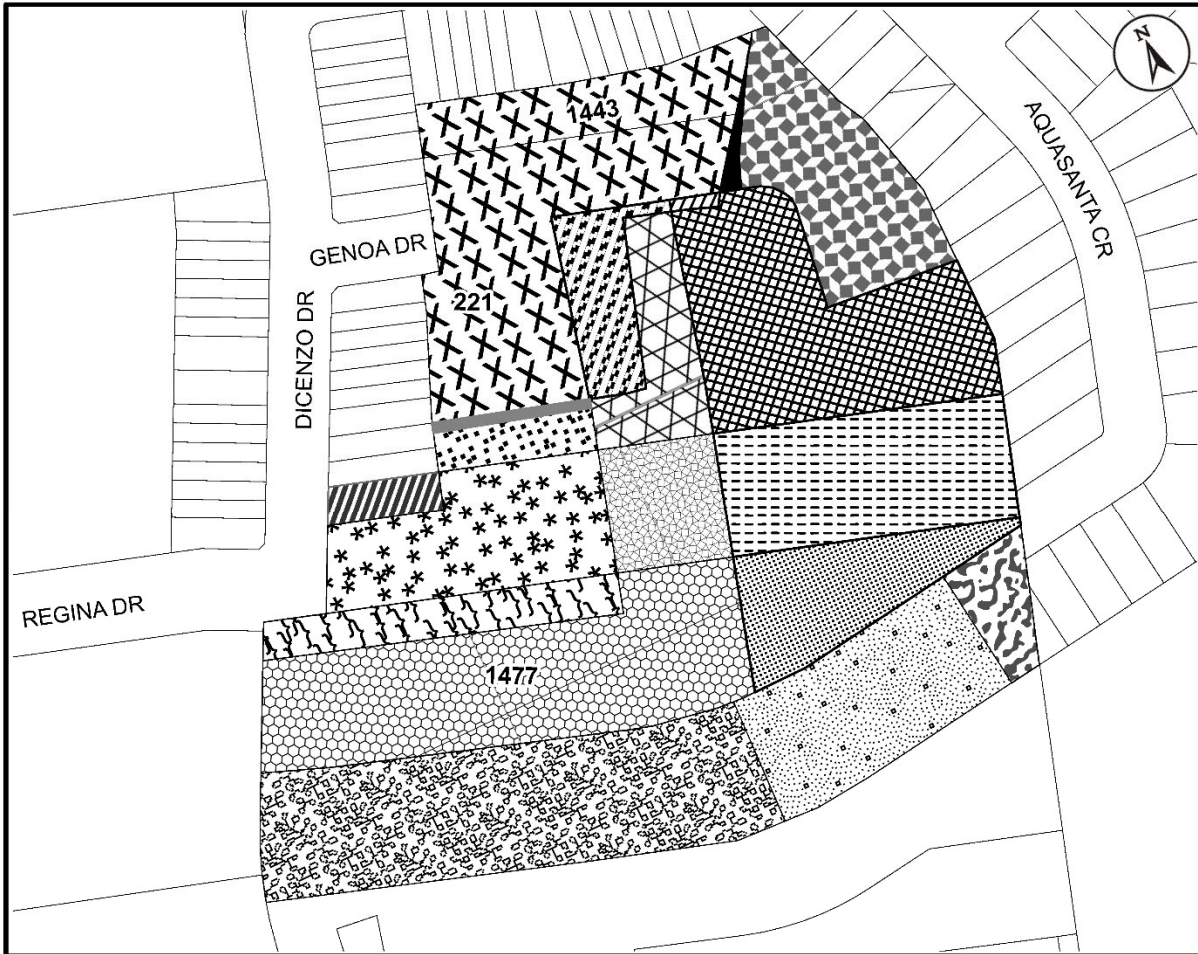 N
1443
AQUASANTA CR
GENOA DR
221
DICENZO DR
REGINA DR
1477